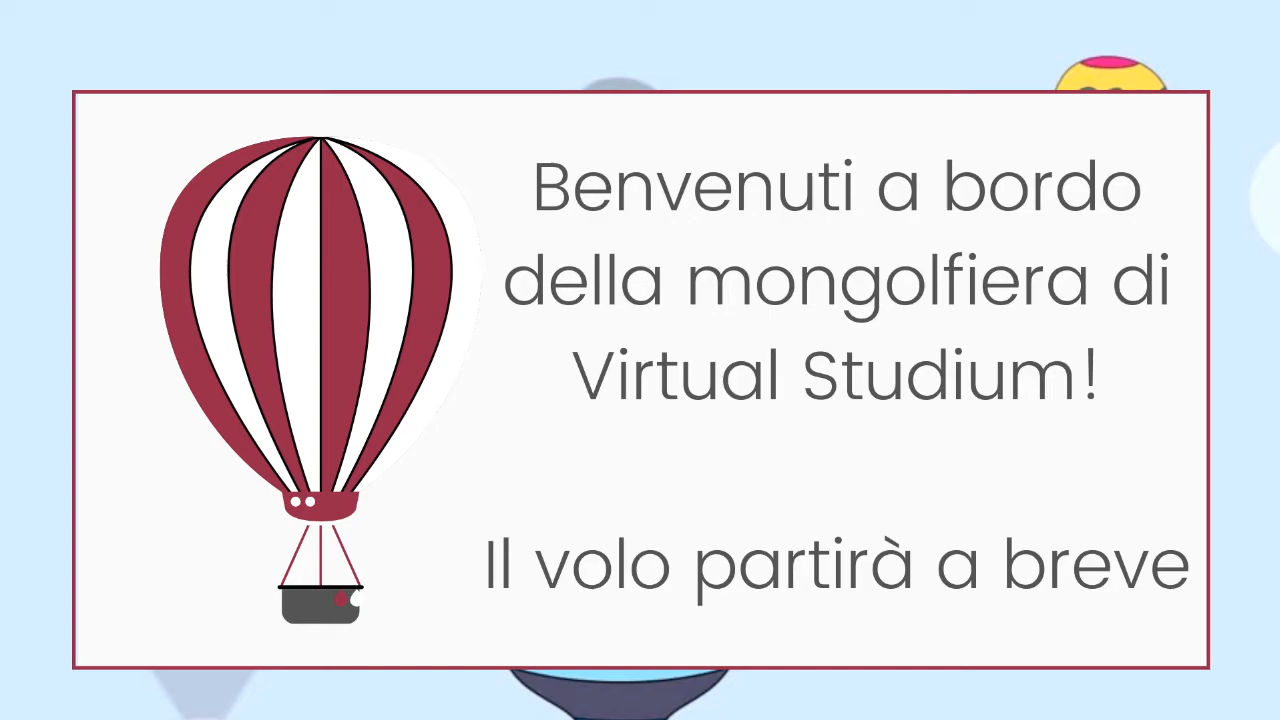 Benvenuti a bordo
della mongolfiera di
Virtual Studium!
Il volo partirà a breve